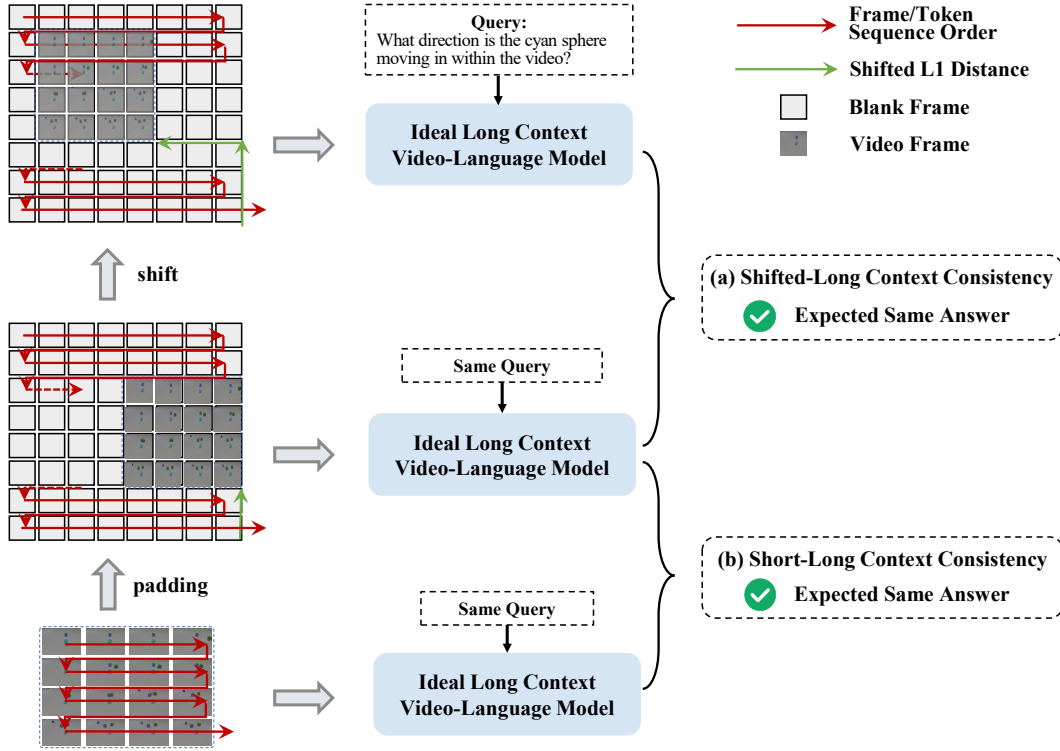 Query:
What direction is the cyan sphere
moving in within the video?
Frame/Token
Sequence Order
Shifted L1 Distance
Blank Frame
Video Frame
Ideal Long Context
Video-Language Model
shift
(a) Shifted-Long Context Consistency
Expected Same Answer
Same Query
Ideal Long Context
Video-Language Model
padding
(b) Short-Long Context Consistency
Expected Same Answer
Same Query
Ideal Long Context
Video-Language Model